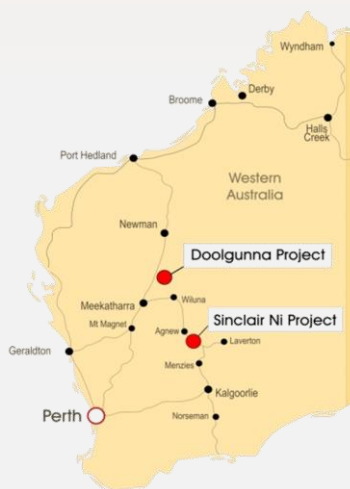 Wyndham
Derby
Broome
Halls
Creek
Port Hedland
Western
Australia
Newman
Doolgunna Project
Wiluna
Meekatharra
Mt Magnet
Sinclair Ni Project
Agnew
Laverton
Geraldton
Menzies
Kalgoorlie
Perth
Norseman